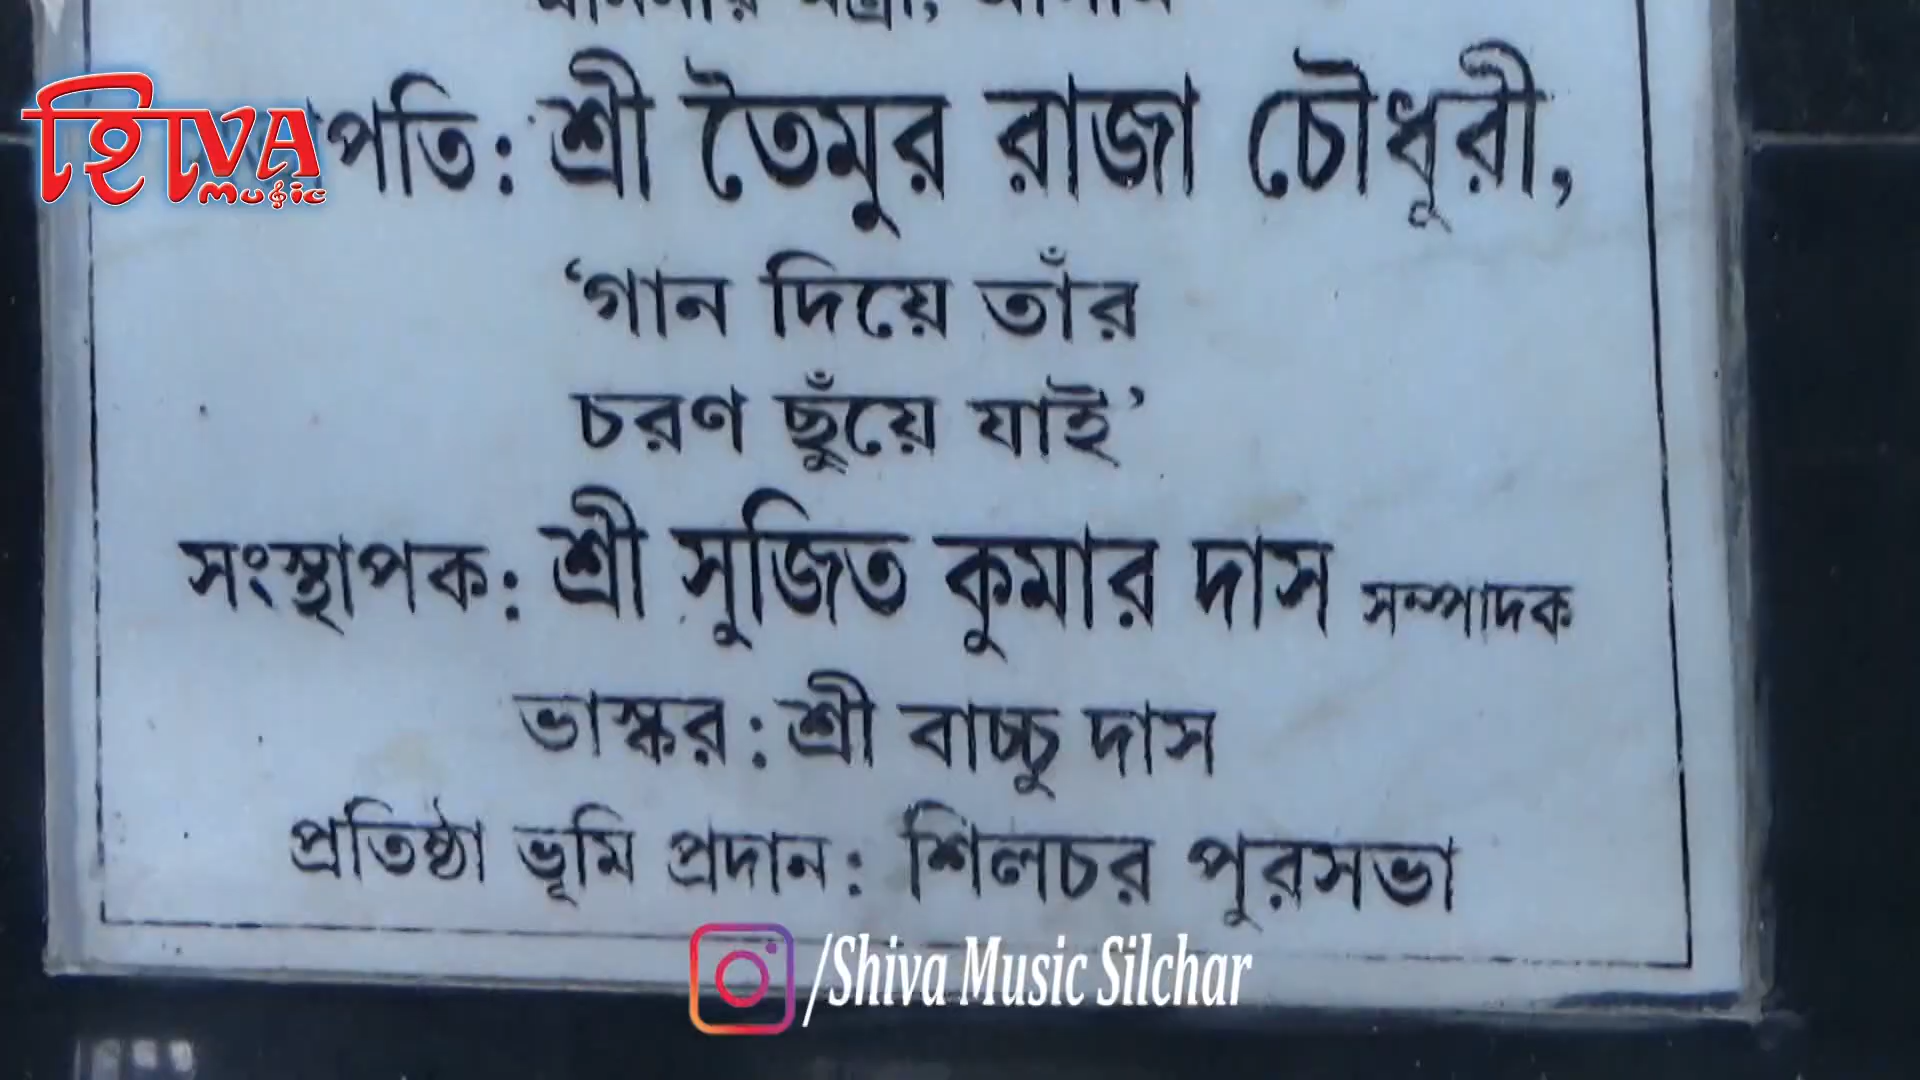 পতি: শ্রী তৈমুর রাজা চৌধুরী,
‘গান দিয়ে তাঁর
চরণ ছুঁয়ে যাই’
সংস্থাপক: শ্রী সুজিত কুমার দাস সম্পাদক
ভাস্কর: শ্রী বাচ্চু দাস
প্রতিষ্ঠা ভূমি প্রদান: শিলচর পুরসভা
শিVA
Music
/Shiva Music Silchar